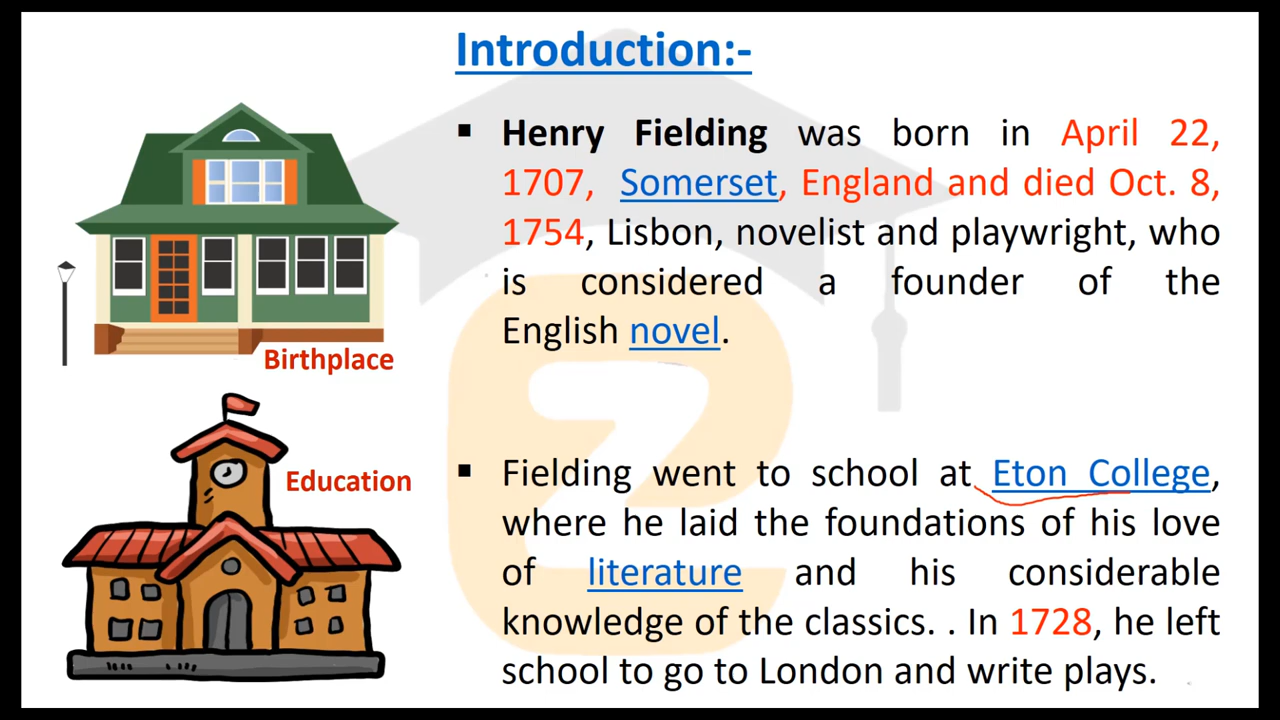 Introduction:-
▪ Henry Fielding was born in April 22,
1707, Somerset, England and died Oct. 8,
1754, Lisbon, novelist and playwright, who
is considered a founder of the
English novel.
Birthplace
Education
▪ Fielding went to school at Eton College,
where he laid the foundations of his love
of literature and his considerable
knowledge of the classics. . In 1728, he left
school to go to London and write plays.